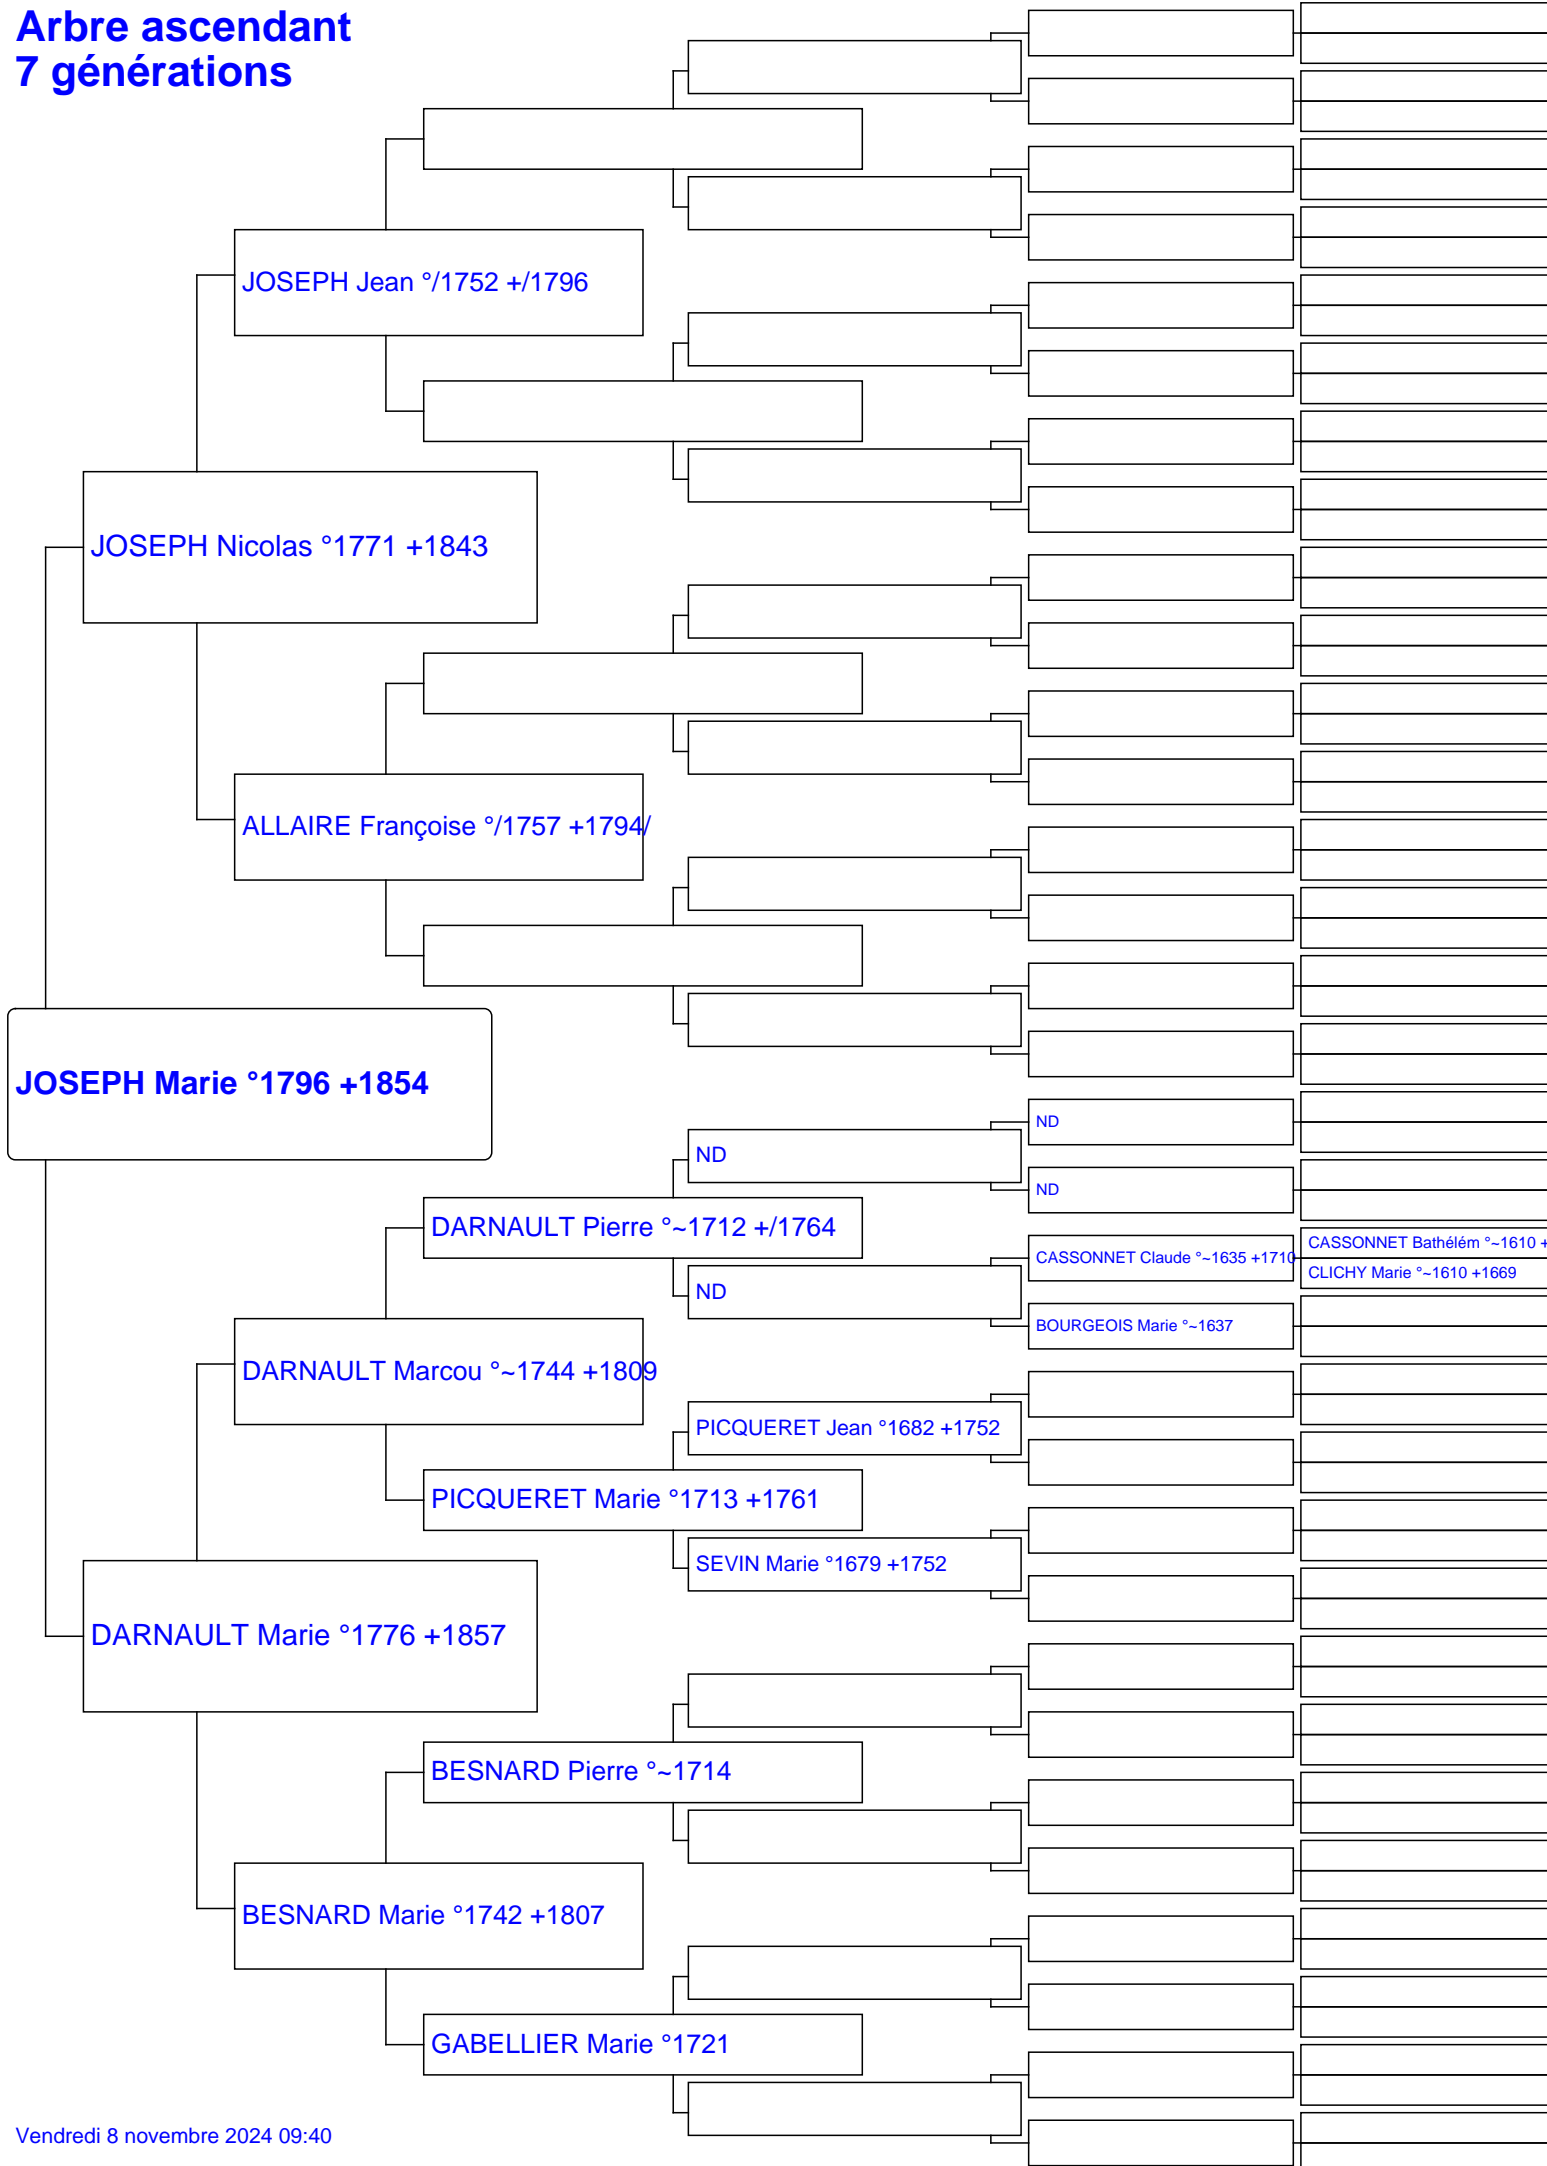 Arbre ascendant
7 générations
JOSEPH Jean °/1752 +/1796
JOSEPH Nicolas °1771 +1843
ALLAIRE Françoise °/1757 +1794/
JOSEPH Marie °1796 +1854
ND
ND
ND
DARNAULT Pierre °~1712 +/1764
CASSONNET Bathélém °~1610 +
CASSONNET Claude °~1635 +1710
CLICHY Marie °~1610 +1669
ND
BOURGEOIS Marie °~1637
DARNAULT Marcou °~1744 +1809
PICQUERET Jean °1682 +1752
PICQUERET Marie °1713 +1761
SEVIN Marie °1679 +1752
DARNAULT Marie °1776 +1857
BESNARD Pierre °~1714
BESNARD Marie °1742 +1807
GABELLIER Marie °1721
Vendredi 8 novembre 2024 09:40